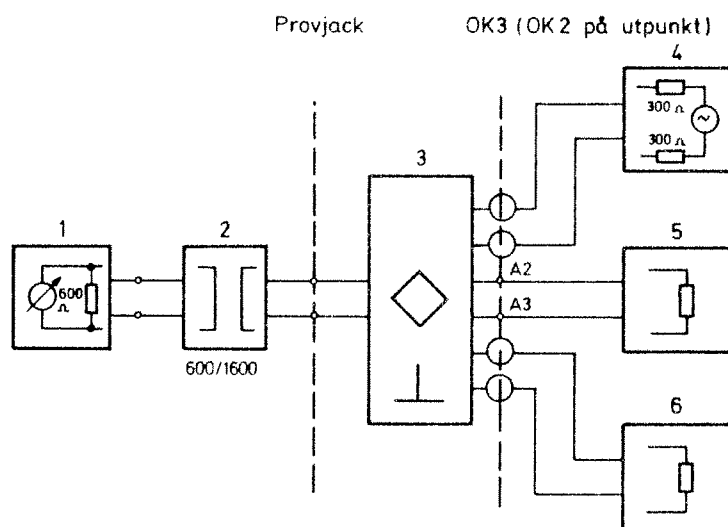 Provjack OK3 (OK2 på utpunkt)
4
300 Ω
300 Ω
3
1
2
5
A2
600
Ω
A3
600/1600
6